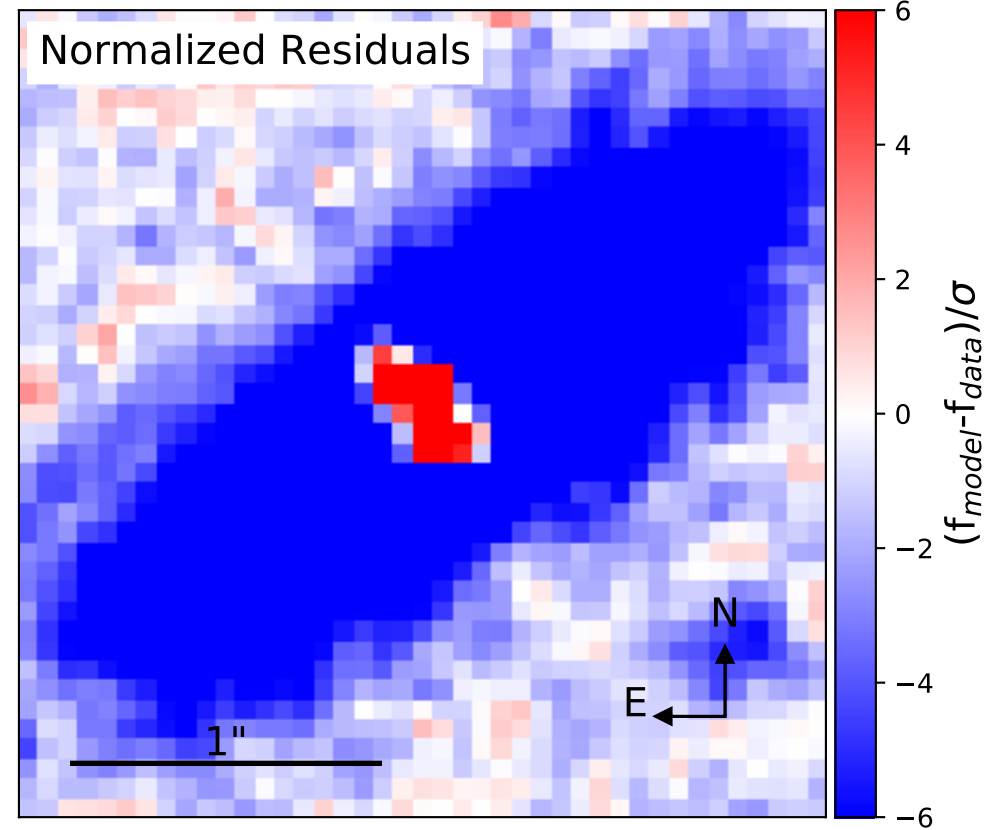 Normalized Residuals
6
4
2
0
−2
−4
−6
(f_model-f_data)/σ
N
E
1"